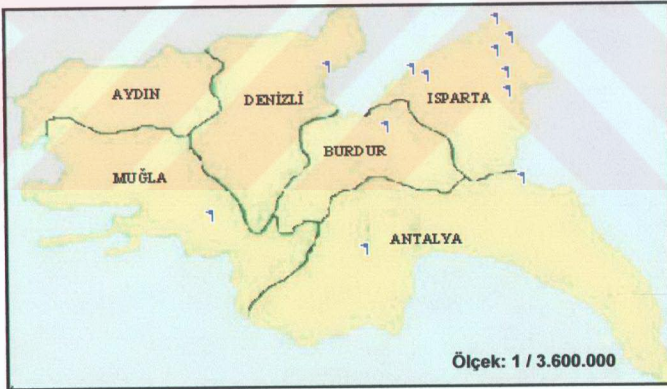 AYDIN
DENİZLİ
ISPARTA
BURDUR
MUĞLA
ANTALYA
Ölçek: 1 / 3.600.000